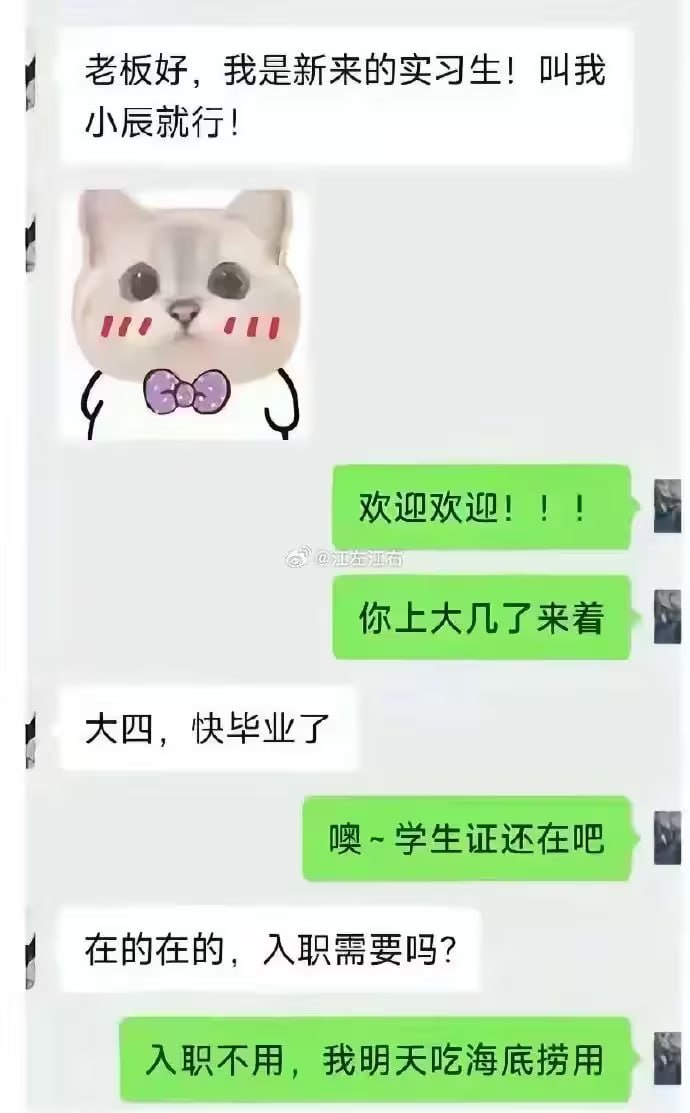 老板好，我是新来的实习生！叫我
小辰就行！
欢迎欢迎！！！
@江左江右
你上大几了来着
大四，快毕业了
噢~学生证还在吧
在的在的，入职需要吗？
入职不用，我明天吃海底捞用